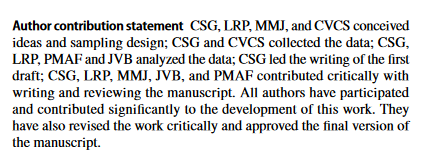 Author contribution statement CSG, LRP, MMJ, and CVCS conceived
ideas and sampling design; CSG and CVCS collected the data; CSG,
LRP, PMAF and JVB analyzed the data; CSG led the writing of the first
draft; CSG, LRP, MMJ, JVB, and PMAF contributed critically with
writing and reviewing the manuscript. All authors have participated
and contributed significantly to the development of this work. They
have also revised the work critically and approved the final version of
the manuscript.